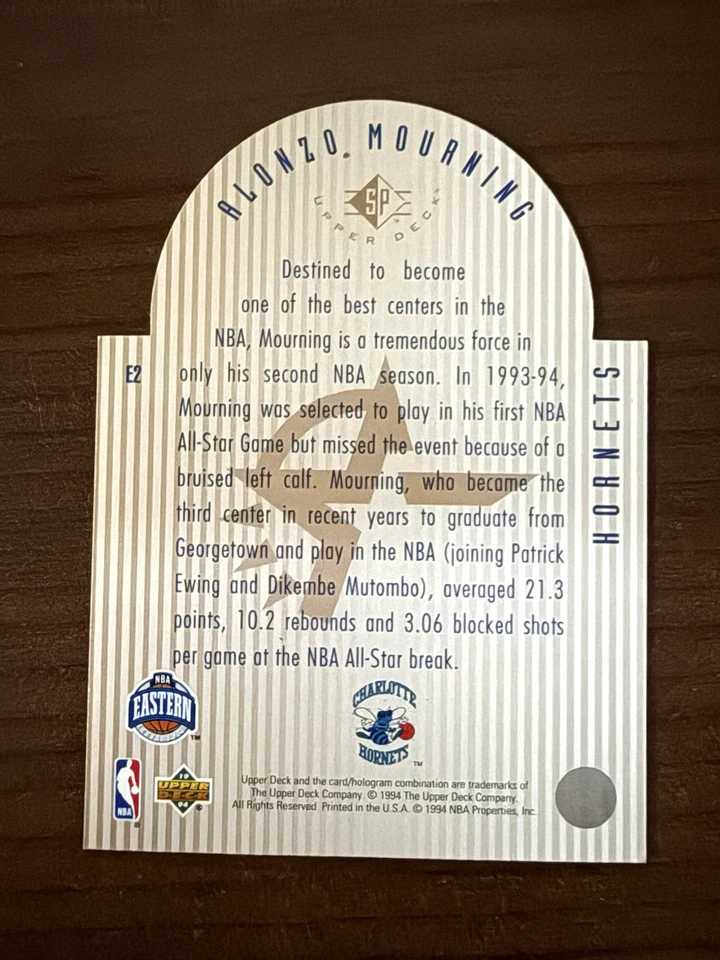 ALONZO MOURNING
SP
UPPER DECK
Destined to become
one of the best centers in the
NBA, Mourning is a tremendous force in
E2
only his second NBA season. In 1993-94,
Mourning was selected to play in his first NBA
All-Star Game but missed the event because of a
bruised left calf. Mourning, who became the
third center in recent years to graduate from
Georgetown and play in the NBA (joining Patrick
Ewing and Dikembe Mutombo), averaged 21.3
points, 10.2 rebounds and 3.06 blocked shots
per game at the NBA All-Star break.
HORNETS
NBA
EASTERN
TM
CHARLOTTE
HORNETS
TM
NBA
19 UPPER DECK 94
Upper Deck and the card/hologram combination are trademarks of
The Upper Deck Company. © 1994 The Upper Deck Company.
All Rights Reserved. Printed in the U.S.A. © 1994 NBA Properties, Inc.